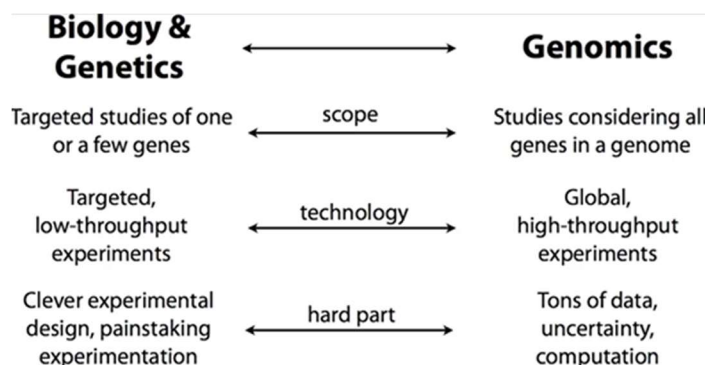 Biology &
Genetics
Genomics
Targeted studies of one
or a few genes
scope
Studies considering all
genes in a genome
Targeted,
low-throughput
experiments
technology
Global,
high-throughput
experiments
Clever experimental
design, painstaking
experimentation
hard part
Tons of data,
uncertainty,
computation